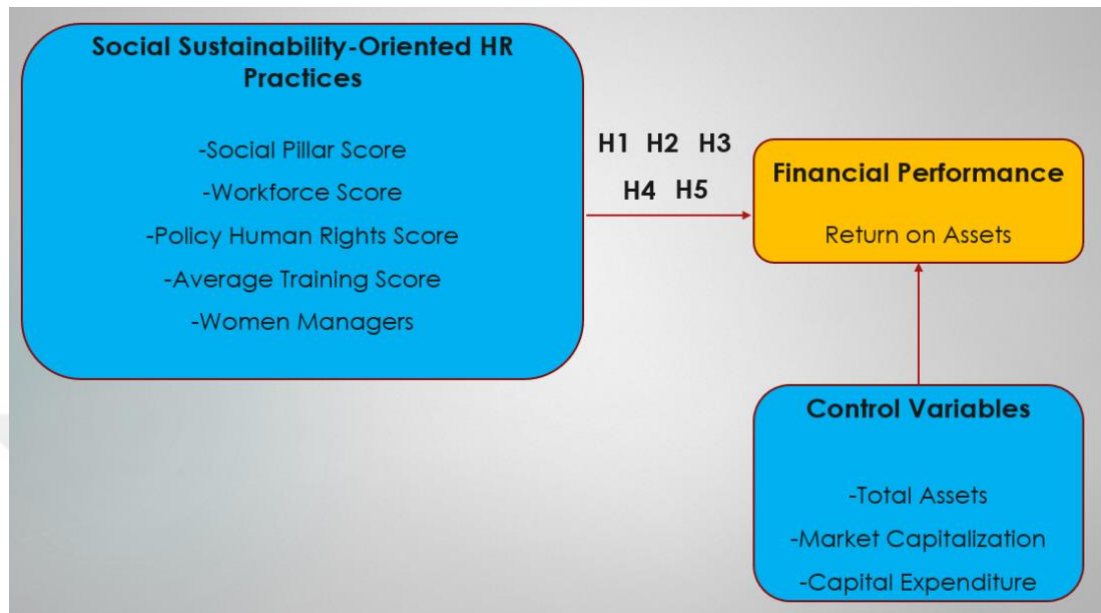 Social Sustainability-Oriented HR
Practices
-Social Pillar Score
-Workforce Score
-Policy Human Rights Score
-Average Training Score
-Women Managers
H1 H2 H3
H4 H5
Financial Performance
Return on Assets
Control Variables
-Total Assets
-Market Capitalization
-Capital Expenditure